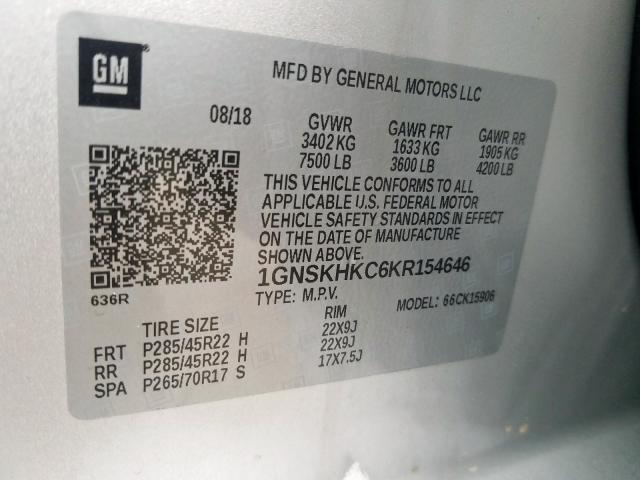 GM
MFD BY GENERAL MOTORS LLC
08/18 GVWR GAWR FRT GAWR RR
3402 KG 1633 KG 1905 KG
7500 LB 3600 LB 4200 LB
THIS VEHICLE CONFORMS TO ALL
APPLICABLE U.S. FEDERAL MOTOR
VEHICLE SAFETY STANDARDS IN EFFECT
ON THE DATE OF MANUFACTURE
SHOWN ABOVE.
1GNSKHKC6KR154646
636R
TYPE: M.P.V. MODEL: 66CK15906
TIRE SIZE RIM
FRT P285/45R22 H 22X9J
RR P285/45R22 H 22X9J
SPA P265/70R17 S 17X7.5J